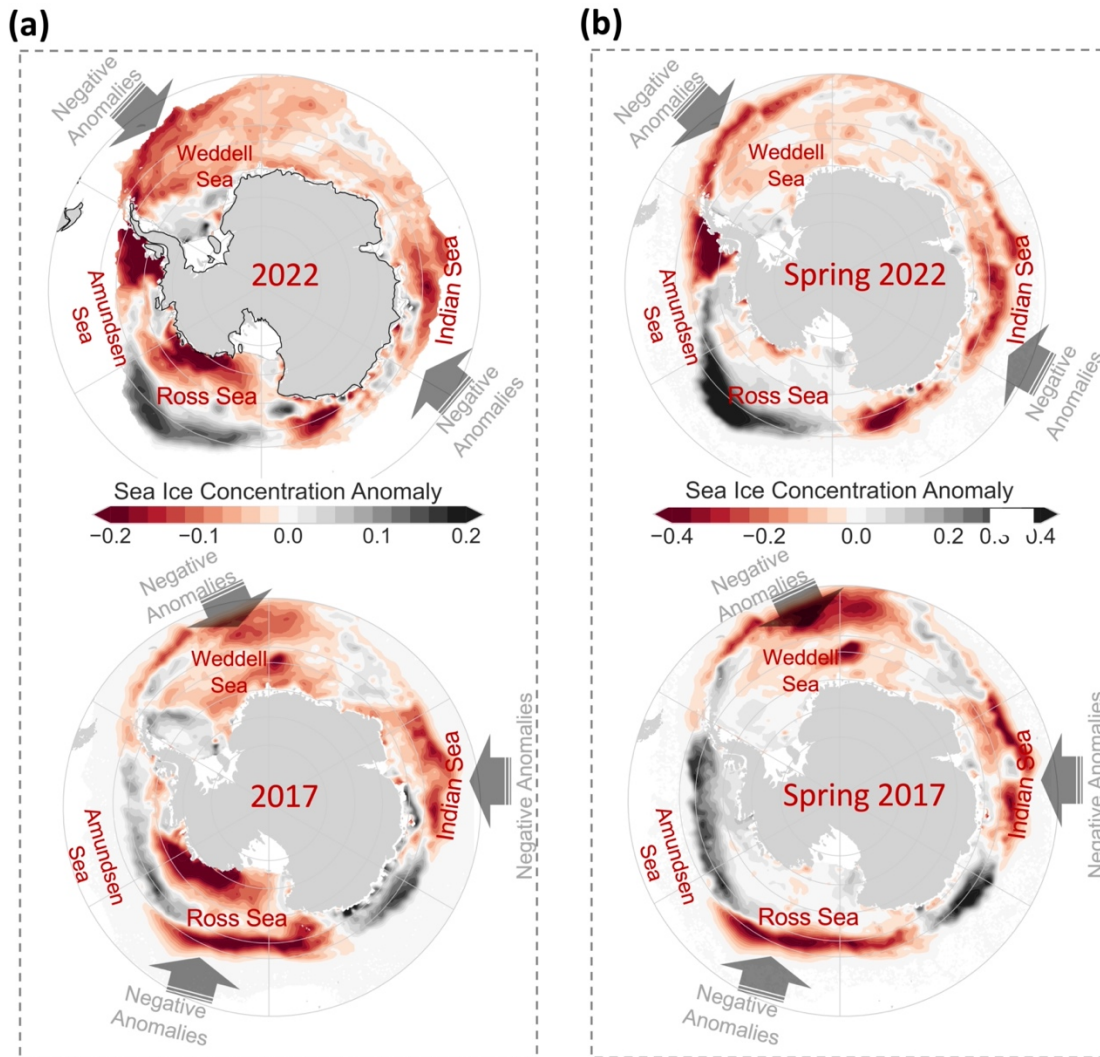 (a)
Negative
Anomalies
Weddell
Sea
2022
Amundsen
Sea
Indian Sea
Ross Sea
Negative
Anomalies
Sea Ice Concentration Anomaly
−0.2 −0.1 0.0 0.1 0.2
Negative
Anomalies
Weddell
Sea
2017
Amundsen
Sea
Indian Sea
Negative Anomalies
Ross Sea
Negative
Anomalies
(b)
Negative
Anomalies
Weddell
Sea
Spring 2022
Amundsen
Sea
Indian Sea
Ross Sea
Negative
Anomalies
Sea Ice Concentration Anomaly
−0.4 −0.2 0.0 0.2
Negative
Anomalies
Weddell
Sea
Spring 2017
Amundsen
Sea
Indian Sea
Negative Anomalies
Ross Sea
Negative
Anomalies